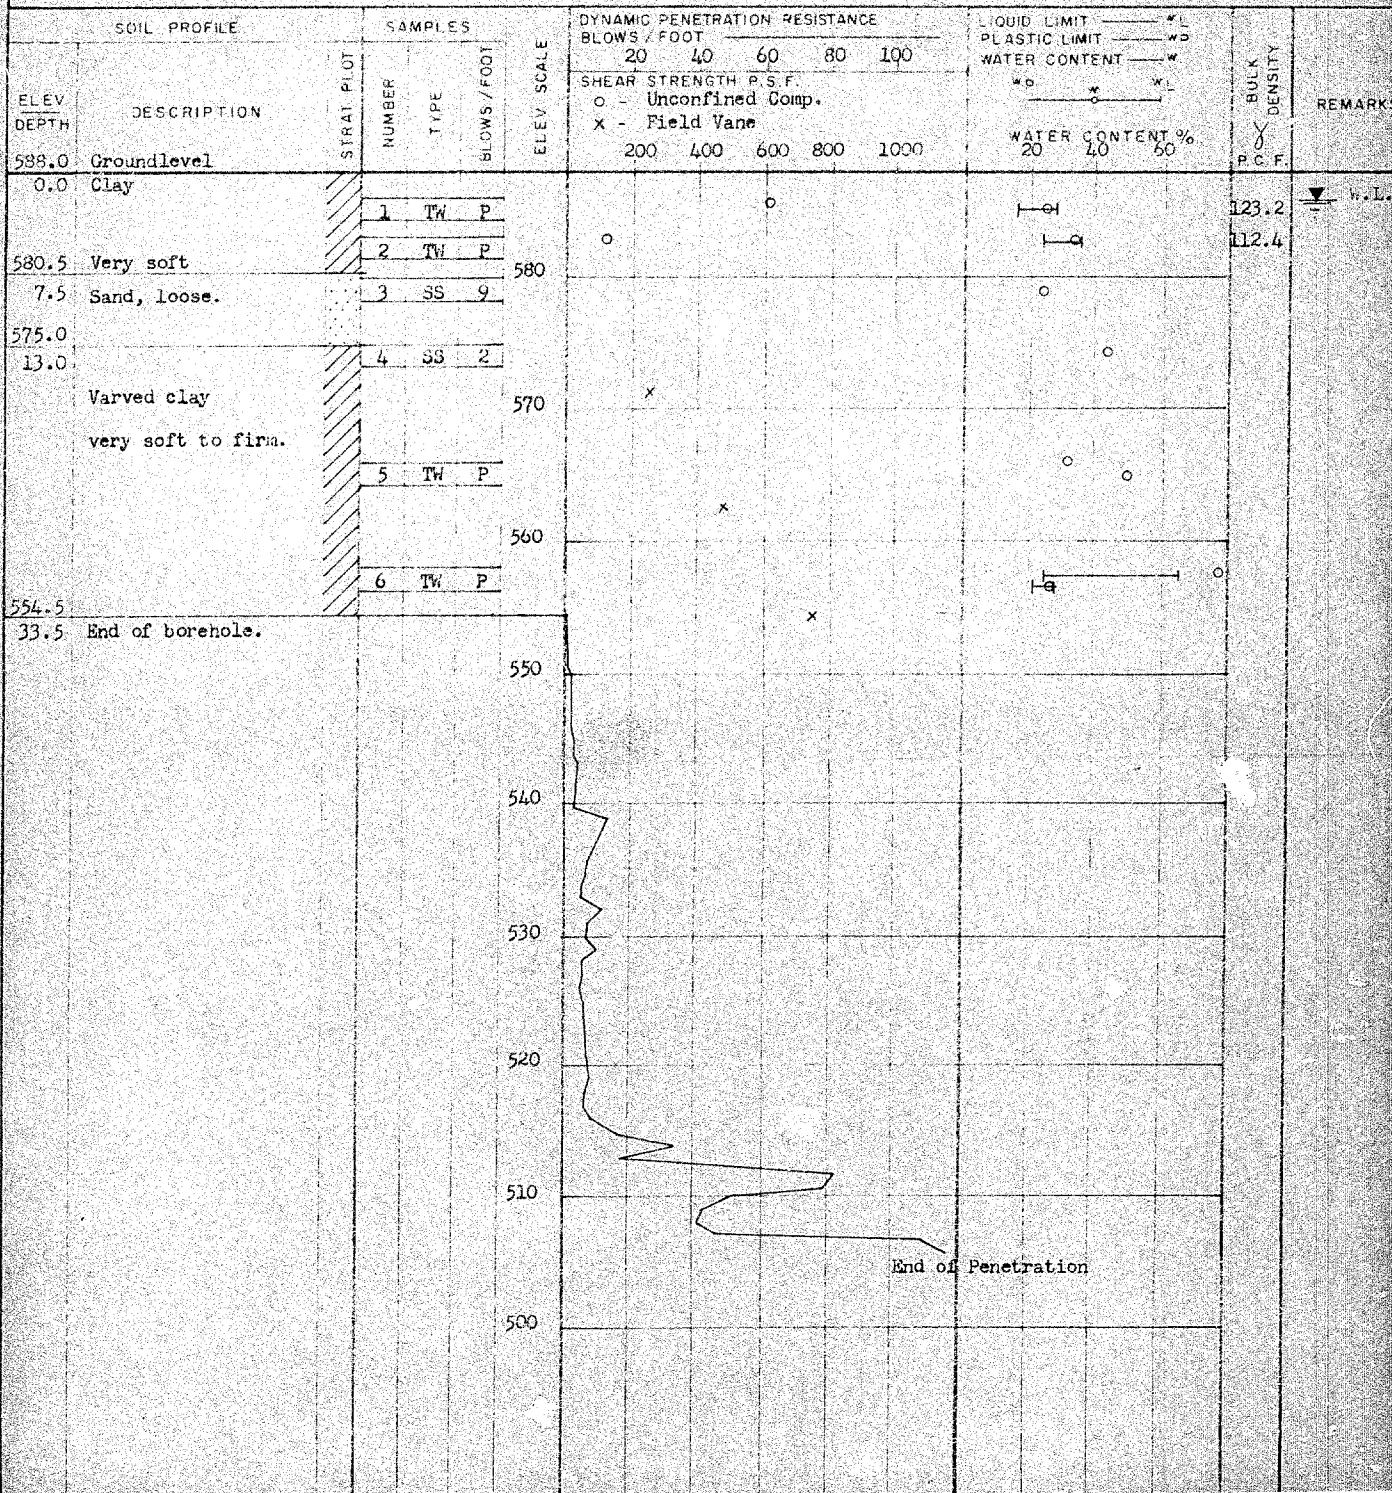 SOIL PROFILE
SAMPLES
ELEV SCALE
DYNAMIC PENETRATION RESISTANCE
BLOWS / FOOT
20 40 60 80 100
SHEAR STRENGTH P.S.F.
O - Unconfined Comp.
X - Field Vane
200 400 600 800 1000
LIQUID LIMIT WL
PLASTIC LIMIT WP
WATER CONTENT W
WP W WL
WATER CONTENT %
20 40 60
BULK DENSITY
γ
P.C.F.
REMARKS
ELEV
DEPTH
DESCRIPTION
STRAT PLOT
NUMBER
TYPE
BLOWS / FOOT
588.0 Groundlevel
0.0 Clay
W.L.
1 TW P 123.2
2 TW P 112.4
580.5 Very soft
580
7.5 Sand, loose.
3 SS 9
575.0
13.0
4 SS 2
Varved clay
570
very soft to firm.
5 TW P
560
6 TW P
554.5
33.5 End of borehole.
550
540
530
520
510
End of Penetration
500